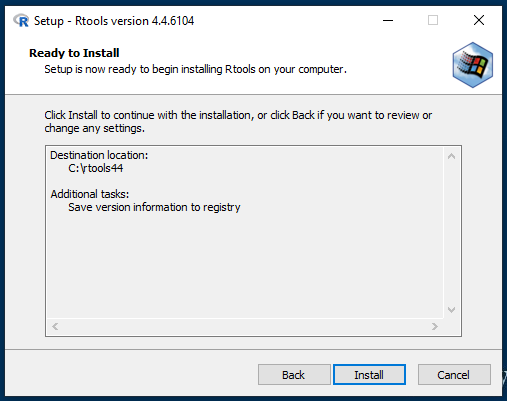 Setup - Rtools version 4.4.6104
Ready to Install
Setup is now ready to begin installing Rtools on your computer.
Click Install to continue with the installation, or click Back if you want to review or
change any settings.
Destination location:
C:\rtools44
Additional tasks:
Save version information to registry
Back
Install
Cancel